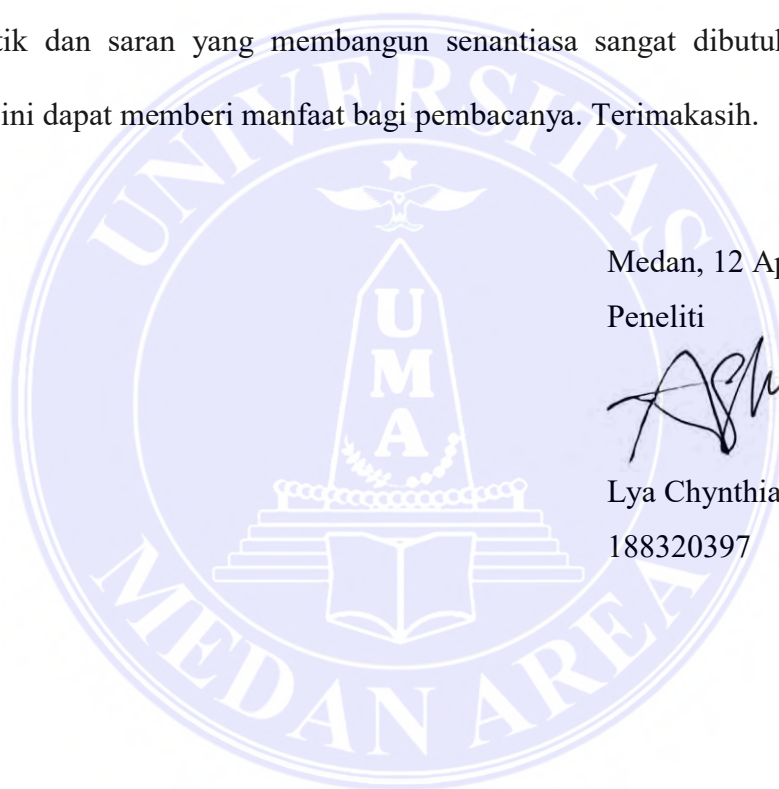 tik dan saran yang membangun senantiasa sangat dibutu
ini dapat memberi manfaat bagi pembacanya. Terimakasih.
Medan, 12 Ap
Peneliti
Lya Chynthia
188320397
UNIVERSITAS
UMA
MEDAN AREA